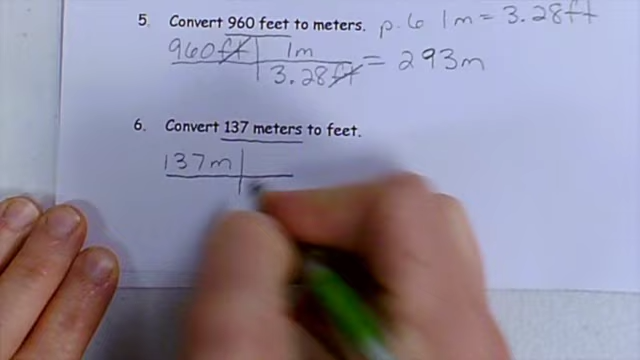 5. Convert 960 feet to meters. p. 6 1m = 3.28ft
960ft 1m
3.28ft = 293m
6. Convert 137 meters to feet.
137m